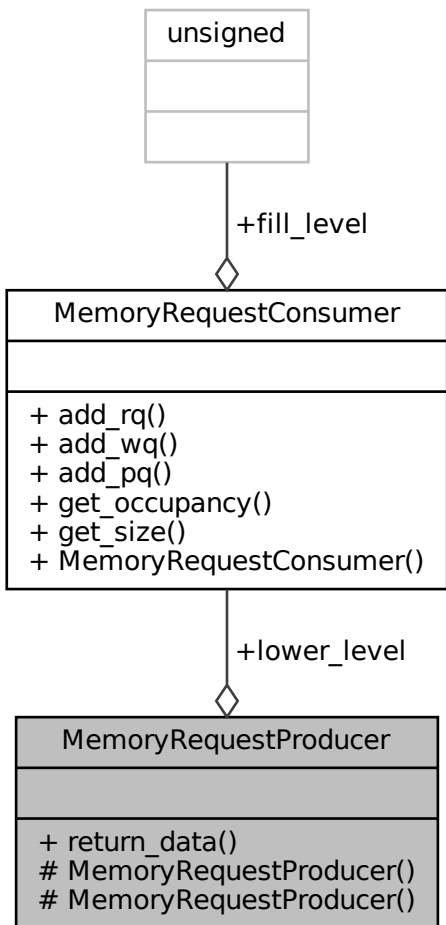 unsigned
+fill_level
MemoryRequestConsumer
+ add_rq()
+ add_wq()
+ add_pq()
+ get_occupancy()
+ get_size()
+ MemoryRequestConsumer()
+lower_level
MemoryRequestProducer
+ return_data()
# MemoryRequestProducer()
# MemoryRequestProducer()